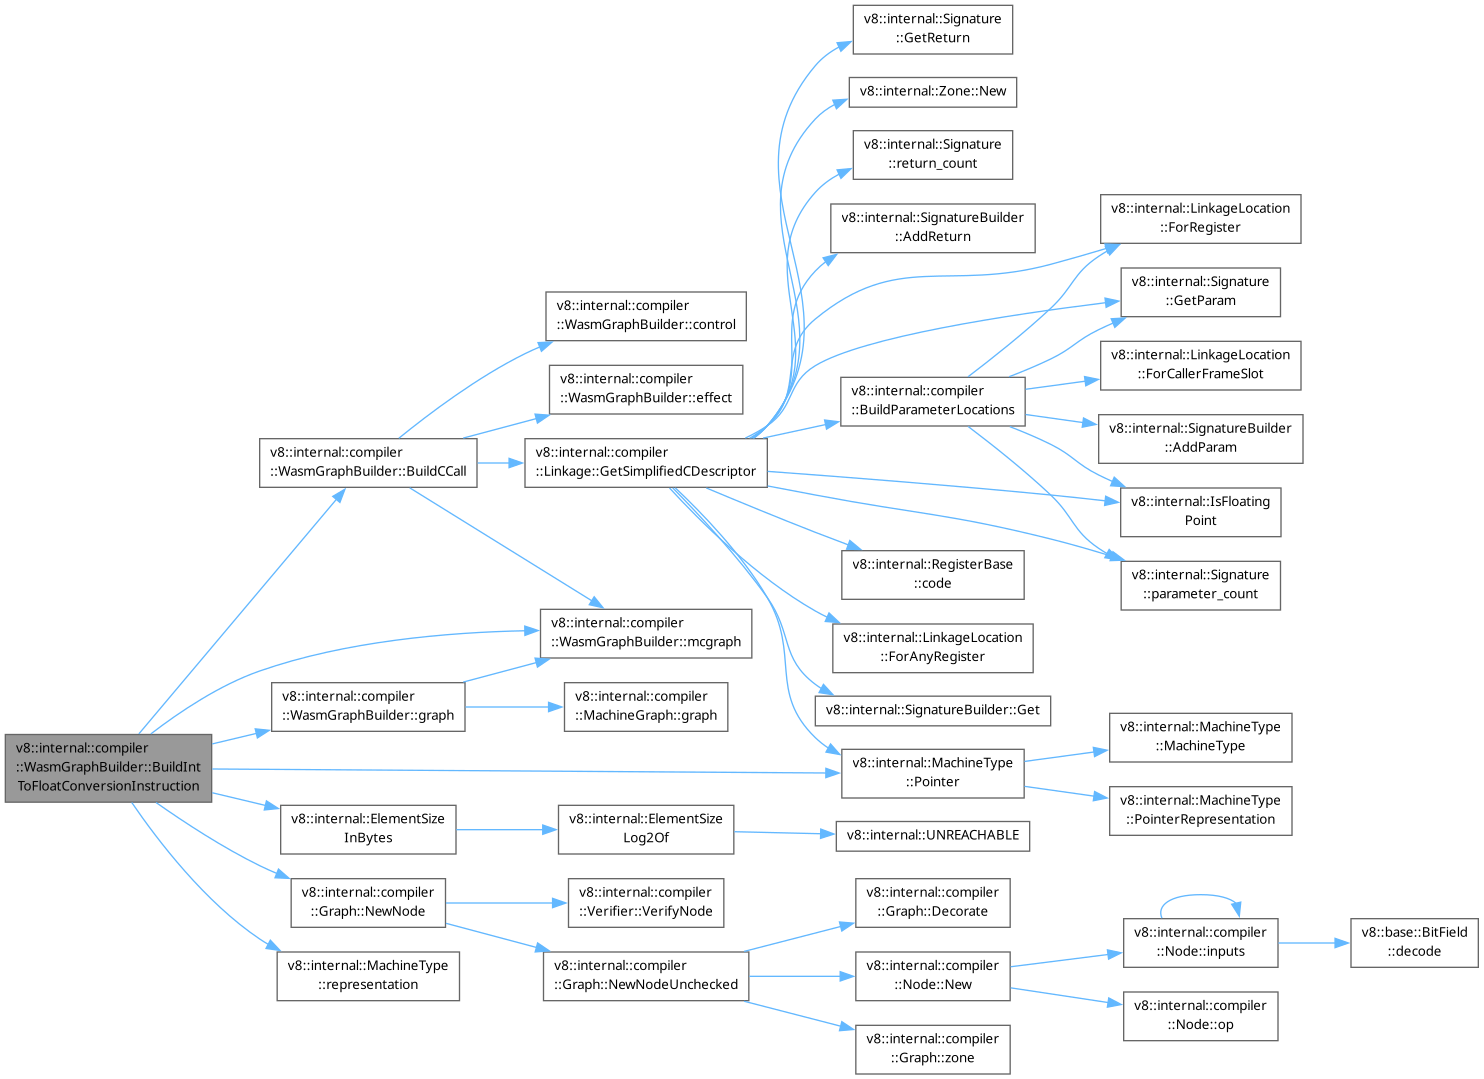 v8::internal::Signature
::GetReturn
v8::internal::Zone::New
v8::internal::Signature
::return_count
v8::internal::SignatureBuilder
::AddReturn
v8::internal::LinkageLocation
::ForRegister
v8::internal::Signature
::GetParam
v8::internal::compiler
::WasmGraphBuilder::control
v8::internal::LinkageLocation
::ForCallerFrameSlot
v8::internal::compiler
::WasmGraphBuilder::effect
v8::internal::compiler
::BuildParameterLocations
v8::internal::SignatureBuilder
::AddParam
v8::internal::compiler
::WasmGraphBuilder::BuildCCall
v8::internal::compiler
::Linkage::GetSimplifiedCDescriptor
v8::internal::IsFloating
Point
v8::internal::RegisterBase
::code
v8::internal::Signature
::parameter_count
v8::internal::compiler
::WasmGraphBuilder::mcgraph
v8::internal::LinkageLocation
::ForAnyRegister
v8::internal::compiler
::WasmGraphBuilder::graph
v8::internal::compiler
::MachineGraph::graph
v8::internal::SignatureBuilder::Get
v8::internal::compiler
::WasmGraphBuilder::BuildInt
ToFloatConversionInstruction
v8::internal::MachineType
::Pointer
v8::internal::MachineType
::MachineType
v8::internal::MachineType
::PointerRepresentation
v8::internal::ElementSize
InBytes
v8::internal::ElementSize
Log2Of
v8::internal::UNREACHABLE
v8::internal::compiler
::Graph::NewNode
v8::internal::compiler
::Verifier::VerifyNode
v8::internal::compiler
::Graph::Decorate
v8::internal::compiler
::Node::inputs
v8::base::BitField
::decode
v8::internal::MachineType
::representation
v8::internal::compiler
::Graph::NewNodeUnchecked
v8::internal::compiler
::Node::New
v8::internal::compiler
::Node::op
v8::internal::compiler
::Graph::zone